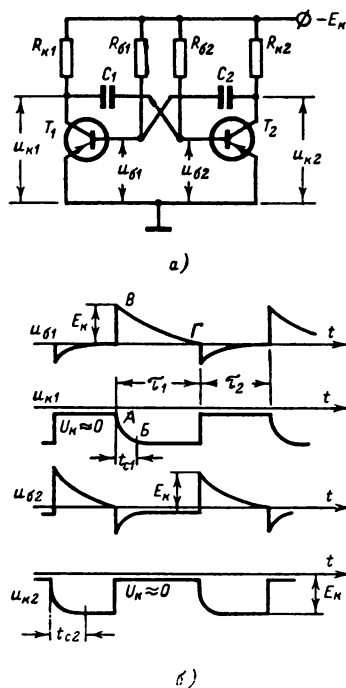 Rк1 Rб1 Rб2 Rк2 – Eк
C1 C2
T1 T2
uк1 uб1 uб2 uк2
а)
uб1 Eк В Г t
τ1 τ2
uк1 Uк≈0 А Б t
tс1
uб2 Eк t
uк2 Uк≈0 Eк t
tс2
б)